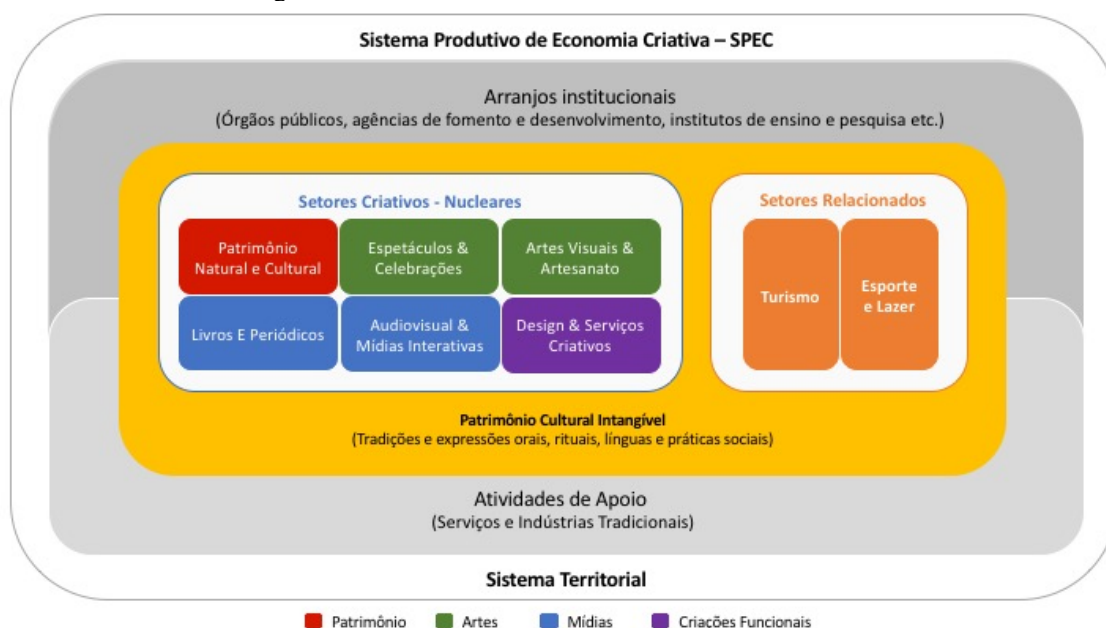 Sistema Produtivo de Economia Criativa – SPEC
Arranjos institucionais
(Órgãos públicos, agências de fomento e desenvolvimento, institutos de ensino e pesquisa etc.)
Setores Criativos - Nucleares
Patrimônio
Natural e Cultural
Espetáculos &
Celebrações
Artes Visuais &
Artesanato
Livros E Periódicos
Audiovisual &
Mídias Interativas
Design & Serviços
Criativos
Setores Relacionados
Turismo
Esporte
e Lazer
Patrimônio Cultural Intangível
(Tradições e expressões orais, rituais, línguas e práticas sociais)
Atividades de Apoio
(Serviços e Indústrias Tradicionais)
Sistema Territorial
Patrimônio
Artes
Mídias
Criações Funcionais